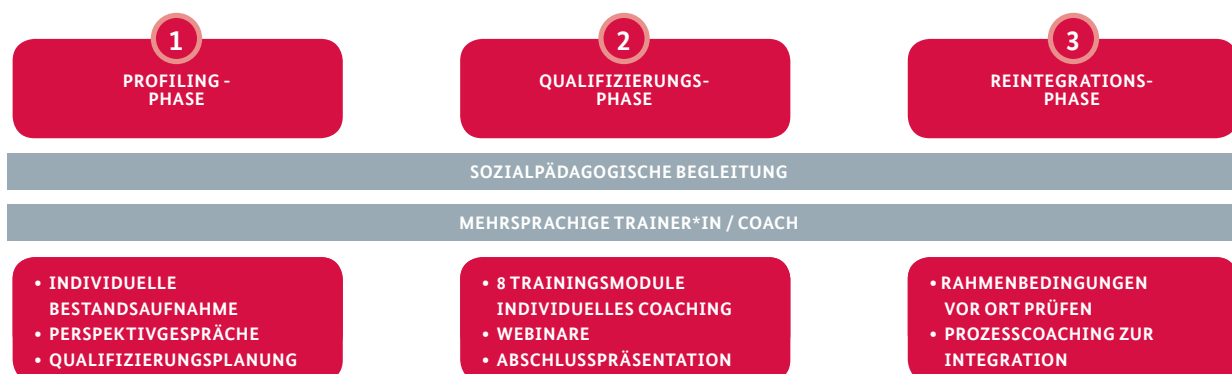 1
PROFILING -
PHASE
2
QUALIFIZIERUNGS-
PHASE
3
REINTEGRATIONS-
PHASE
SOZIALPÄDAGOGISCHE BEGLEITUNG
MEHRSPRACHIGE TRAINER*IN / COACH
• INDIVIDUELLE
BESTANDSAUFNAHME
• PERSPEKTIVGESPRÄCHE
• QUALIFIZIERUNGSPLANUNG
• 8 TRAININGSMODULE
INDIVIDUELLES COACHING
• WEBINARE
• ABSCHLUSSPRÄSENTATION
• RAHMENBEDINGUNGEN
VOR ORT PRÜFEN
• PROZESSCOACHING ZUR
INTEGRATION